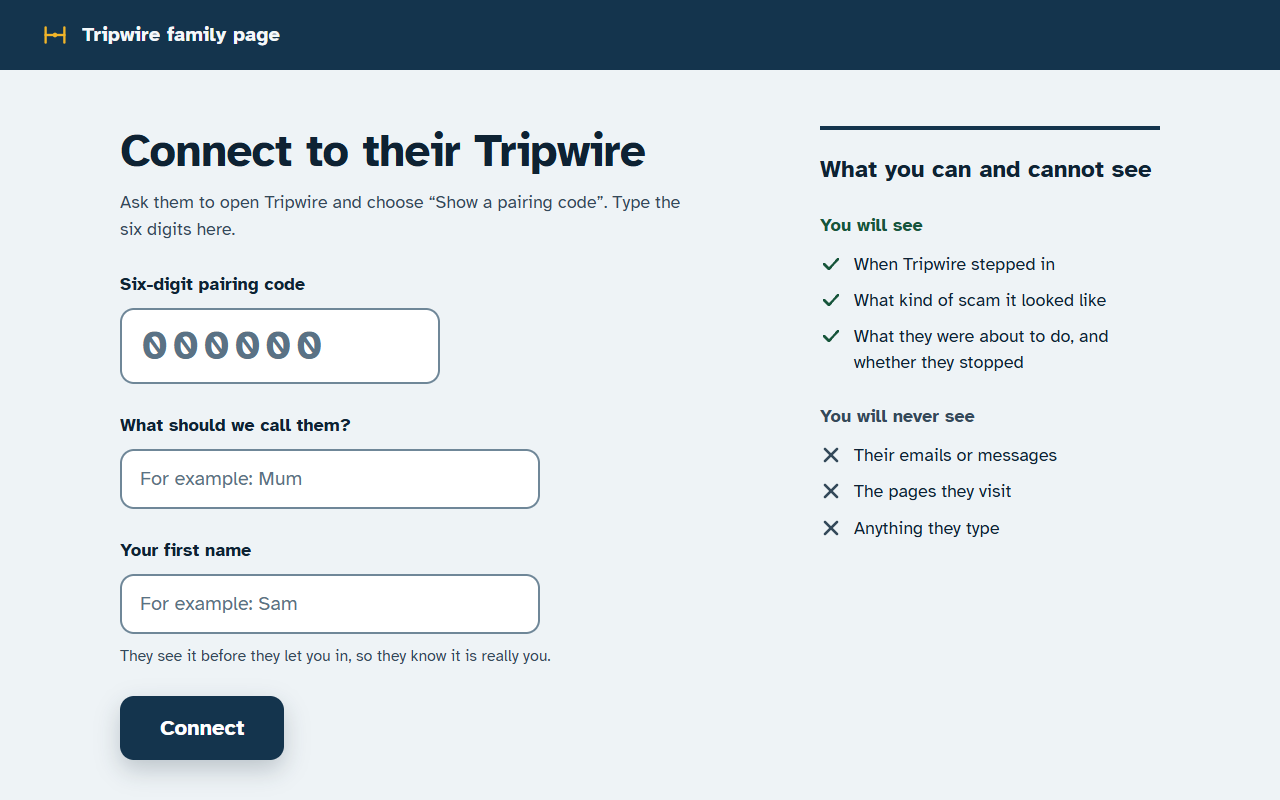 Tripwire family page
Connect to their Tripwire
Ask them to open Tripwire and choose “Show a pairing code”. Type the
six digits here.
Six-digit pairing code
000000
What should we call them?
For example: Mum
Your first name
For example: Sam
They see it before they let you in, so they know it is really you.
Connect
What you can and cannot see
You will see
When Tripwire stepped in
What kind of scam it looked like
What they were about to do, and
whether they stopped
You will never see
Their emails or messages
The pages they visit
Anything they type